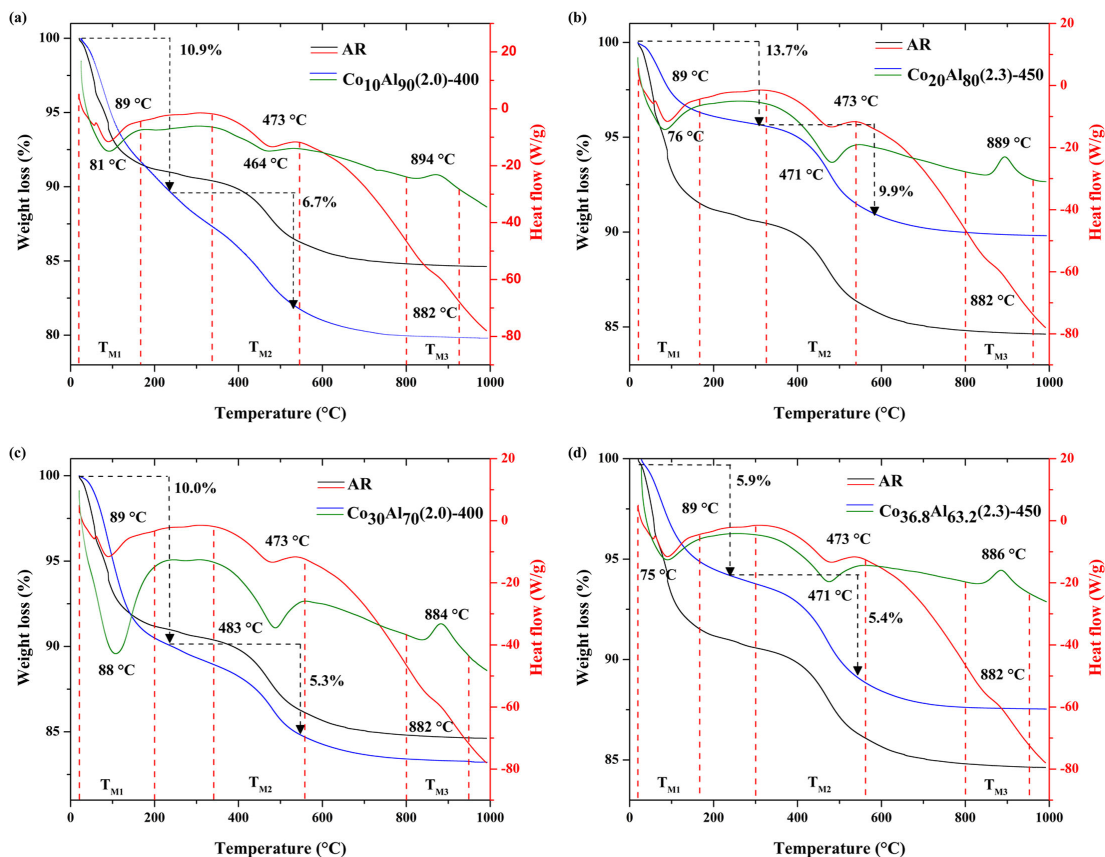 (a)
10.9%
AR
Co10Al90(2.0)-400
89 °C
81 °C
473 °C
464 °C
6.7%
894 °C
882 °C
TM1
TM2
TM3
100
95
90
85
80
Weight loss (%)
20
0
-20
-40
-60
-80
Heat flow (W/g)
0
200
400
600
800
1000
Temperature (°C)
(b)
13.7%
AR
Co20Al80(2.3)-450
89 °C
76 °C
473 °C
471 °C
9.9%
889 °C
882 °C
TM1
TM2
TM3
100
95
90
85
Weight loss (%)
20
0
-20
-40
-60
-80
Heat flow (W/g)
0
200
400
600
800
1000
Temperature (°C)
(c)
10.0%
AR
Co30Al70(2.0)-400
89 °C
88 °C
473 °C
483 °C
5.3%
884 °C
882 °C
TM1
TM2
TM3
100
95
90
85
Weight loss (%)
20
0
-20
-40
-60
-80
Heat flow (W/g)
0
200
400
600
800
1000
Temperature (°C)
(d)
5.9%
AR
Co36.8Al63.2(2.3)-450
89 °C
75 °C
473 °C
471 °C
5.4%
886 °C
882 °C
TM1
TM2
TM3
100
95
90
85
Weight loss (%)
20
0
-20
-40
-60
-80
Heat flow (W/g)
0
200
400
600
800
1000
Temperature (°C)